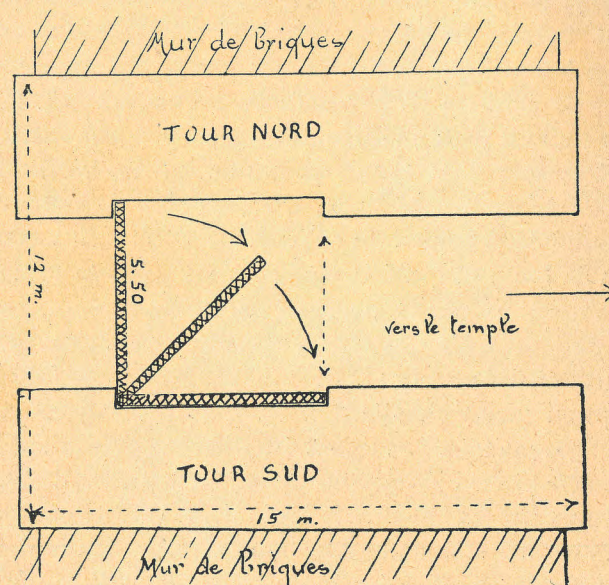 Mur de Briques
TOUR NORD
12 m.
5.50
vers le temple
TOUR SUD
15 m.
Mur de Briques